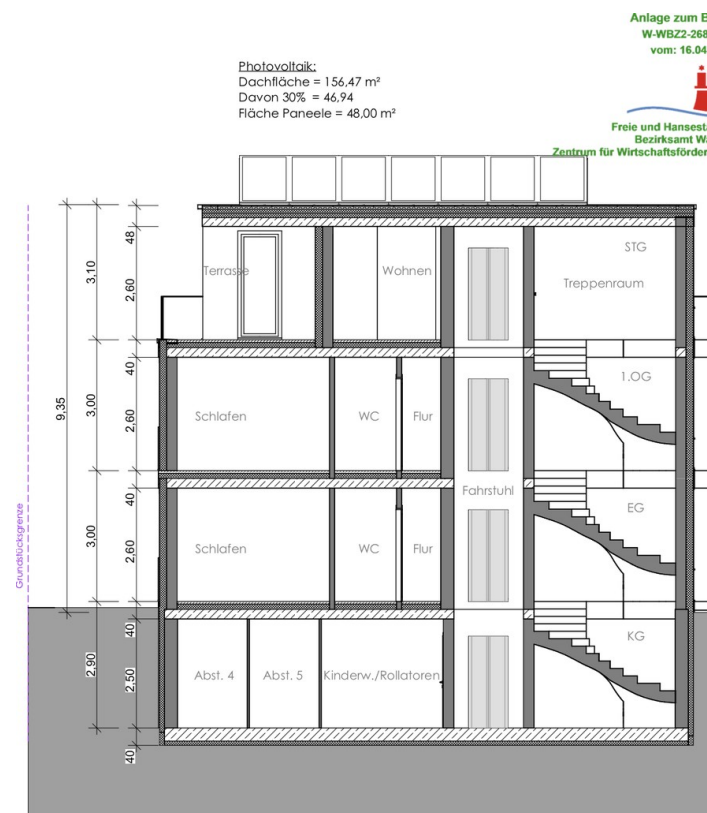 Anlage zum B
W-WBZ2-268
vom: 16.04
Photovoltaik:
Dachfläche = 156,47 m²
Davon 30% = 46,94
Fläche Paneele = 48,00 m²
Freie und Hansesta
Bezirksamt Wa
Zentrum für Wirtschaftsförder
48
STG
Terrasse
Wohnen
Treppenraum
3,10
2,60
40
1.OG
9,35
3,00
2,60
Schlafen
WC
Flur
40
Fahrstuhl
EG
Grundstücksgrenze
3,00
2,60
Schlafen
WC
Flur
40
KG
2,90
2,50
Abst. 4
Abst. 5
Kinderw./Rollatoren
40